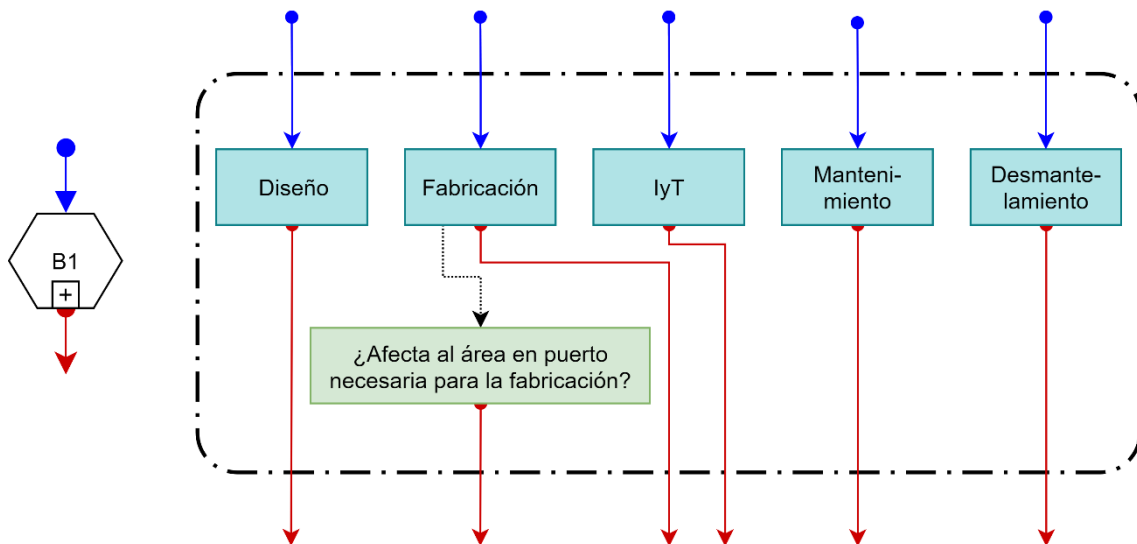 Diseño
Fabricación
IyT
Manteni-
miento
Desmante-
lamiento
B1
+
¿Afecta al área en puerto
necesaria para la fabricación?